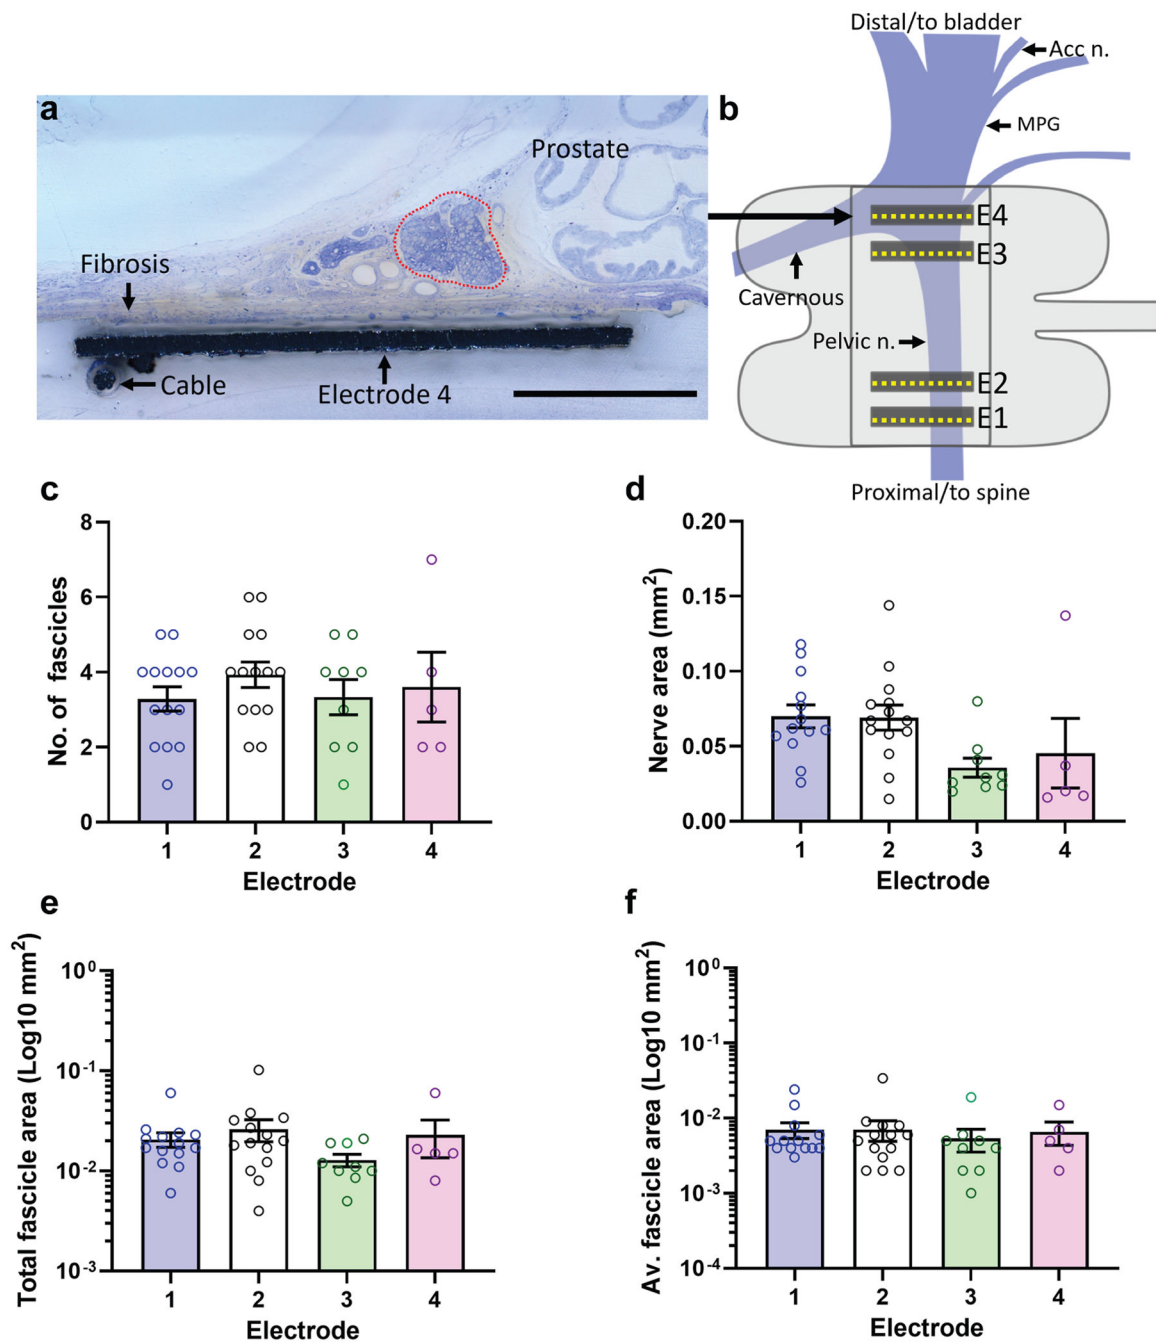 a
Prostate
Fibrosis
Cable
Electrode 4
b
Distal/to bladder
Acc n.
MPG
E4
E3
Cavernous
Pelvic n.
E2
E1
Proximal/to spine
c
No. of fascicles
8
6
4
2
0
1 2 3 4
Electrode
d
Nerve area (mm²)
0.20
0.15
0.10
0.05
0.00
1 2 3 4
Electrode
e
Total fascicle area (Log10 mm²)
10⁰
10⁻¹
10⁻²
10⁻³
1 2 3 4
Electrode
f
Av. fascicle area (Log10 mm²)
10⁰
10⁻¹
10⁻²
10⁻³
10⁻⁴
1 2 3 4
Electrode